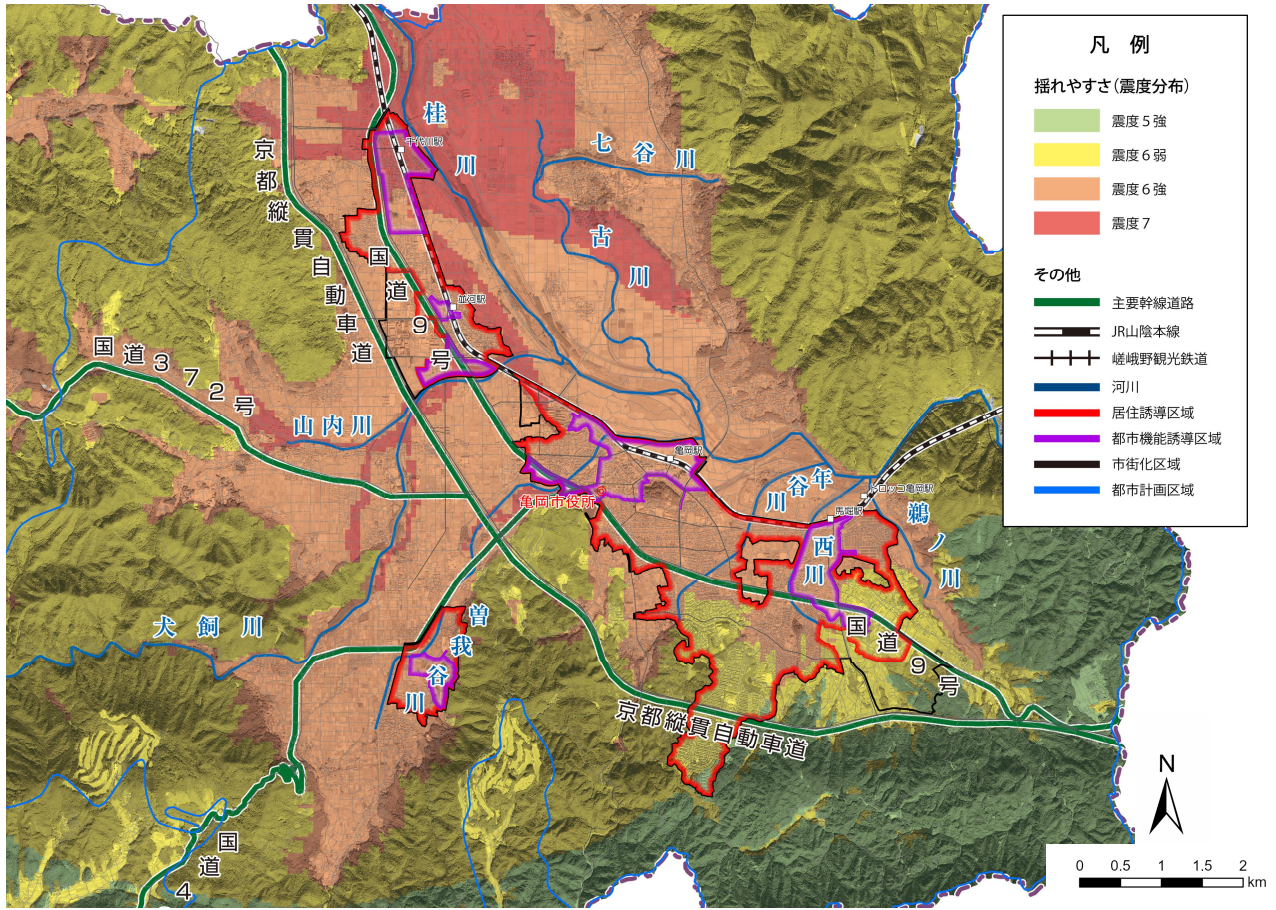 凡 例
揺れやすさ(震度分布)
震度5強
震度6弱
震度6強
震度7
その他
主要幹線道路
JR山陰本線
嵯峨野観光鉄道
河川
居住誘導区域
都市機能誘導区域
市街化区域
都市計画区域
桂川
千代川駅
七谷川
京都縦貫自動車道
古川
国道9号
並河駅
国道372号
山内川
亀岡駅
亀岡市役所
年谷川
トロッコ亀岡駅
馬堀駅
鵜ノ川
西川
犬飼川
曽我谷川
国道9号
京都縦貫自動車道
国道4
N
0 0.5 1 1.5 2
km